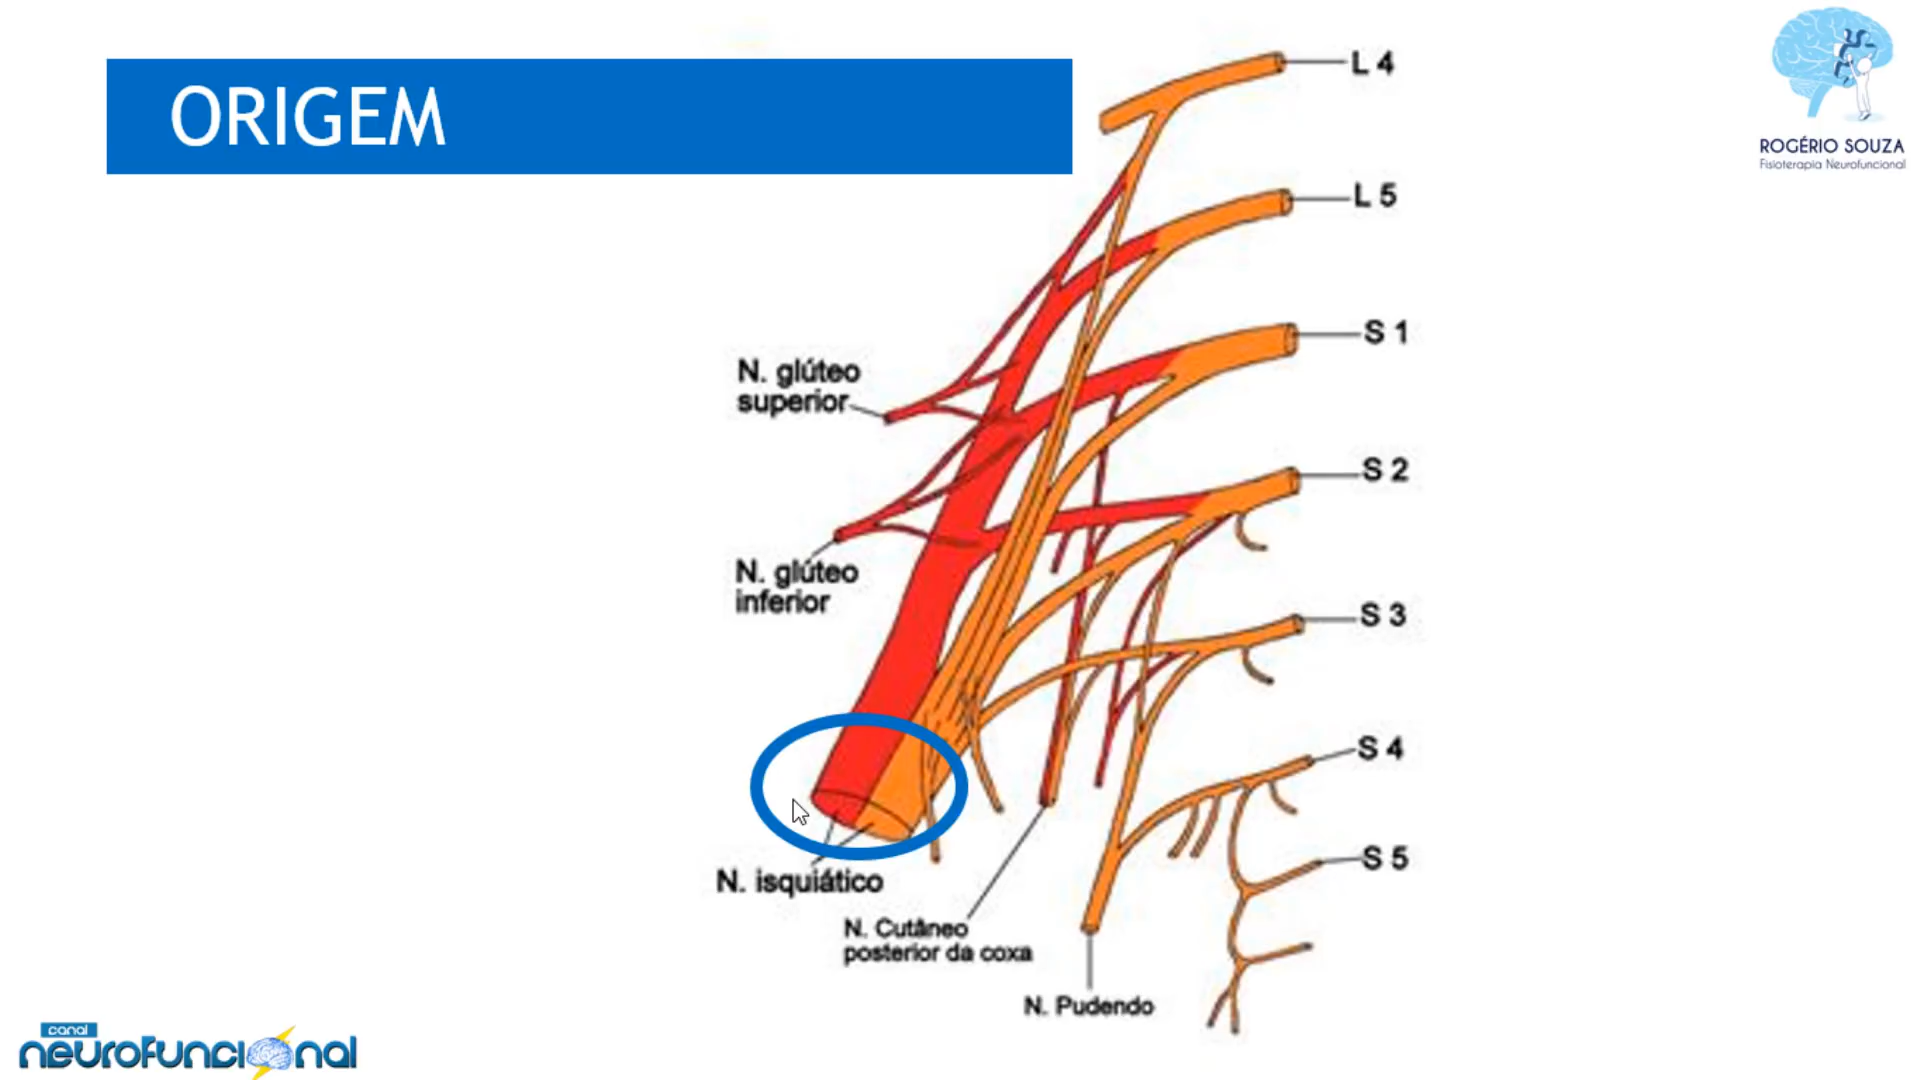 ORIGEM
L 4
ROGÉRIO SOUZA
Fisioterapia Neurofuncional
L 5
S 1
N. glúteo
superior
S 2
N. glúteo
inferior
S 3
S 4
S 5
N. isquiático
N. Cutâneo
posterior da coxa
N. Pudendo
canal
neurofuncional